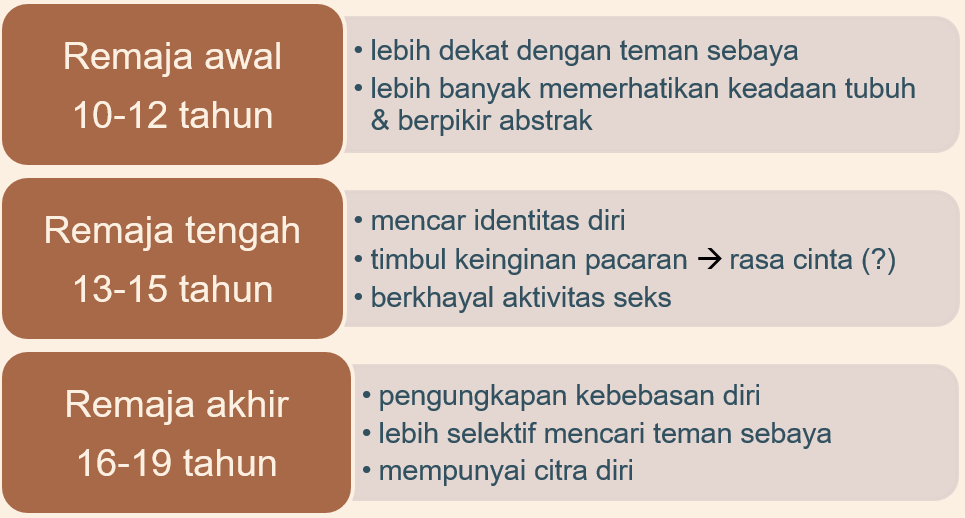 Remaja awal
10-12 tahun
• lebih dekat dengan teman sebaya
• lebih banyak memerhatikan keadaan tubuh
& berpikir abstrak
Remaja tengah
13-15 tahun
• mencar identitas diri
• timbul keinginan pacaran → rasa cinta (?)
• berkhayal aktivitas seks
Remaja akhir
16-19 tahun
• pengungkapan kebebasan diri
• lebih selektif mencari teman sebaya
• mempunyai citra diri